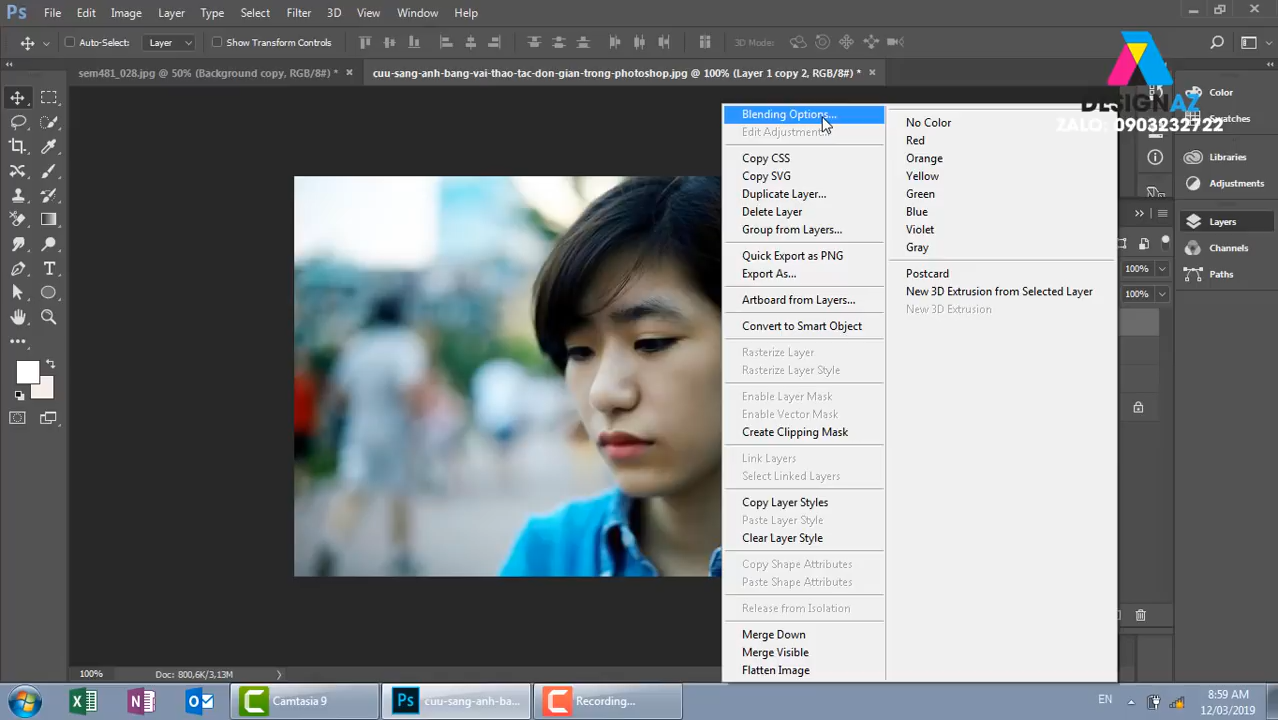 Ps File Edit Image Layer Type Select Filter 3D View Window Help
Auto-Select: Layer Show Transform Controls 3D Mode:
sem481_028.jpg @ 50% (Background copy, RGB/8#) * × cuu-sang-anh-bang-vai-thao-tac-don-gian-trong-photoshop.jpg @ 100% (Layer 1 copy 2, RGB/8#) * ×
DESIGN AZ
ZALO: 0903232722
Color
Swatches
Libraries
Adjustments
Layers
Channels
Paths
100%
100%
Blending Options...
Edit Adjustment...
Copy CSS
Copy SVG
Duplicate Layer...
Delete Layer
Group from Layers...
Quick Export as PNG
Export As...
Artboard from Layers...
Convert to Smart Object
Rasterize Layer
Rasterize Layer Style
Enable Layer Mask
Enable Vector Mask
Create Clipping Mask
Link Layers
Select Linked Layers
Copy Layer Styles
Paste Layer Style
Clear Layer Style
Copy Shape Attributes
Paste Shape Attributes
Release from Isolation
Merge Down
Merge Visible
Flatten Image
No Color
Red
Orange
Yellow
Green
Blue
Violet
Gray
Postcard
New 3D Extrusion from Selected Layer
New 3D Extrusion
100% Doc: 800,6K/3,13M
Camtasia 9
Ps cuu-sang-anh-ba...
Recording...
EN
8:59 AM
12/03/2019